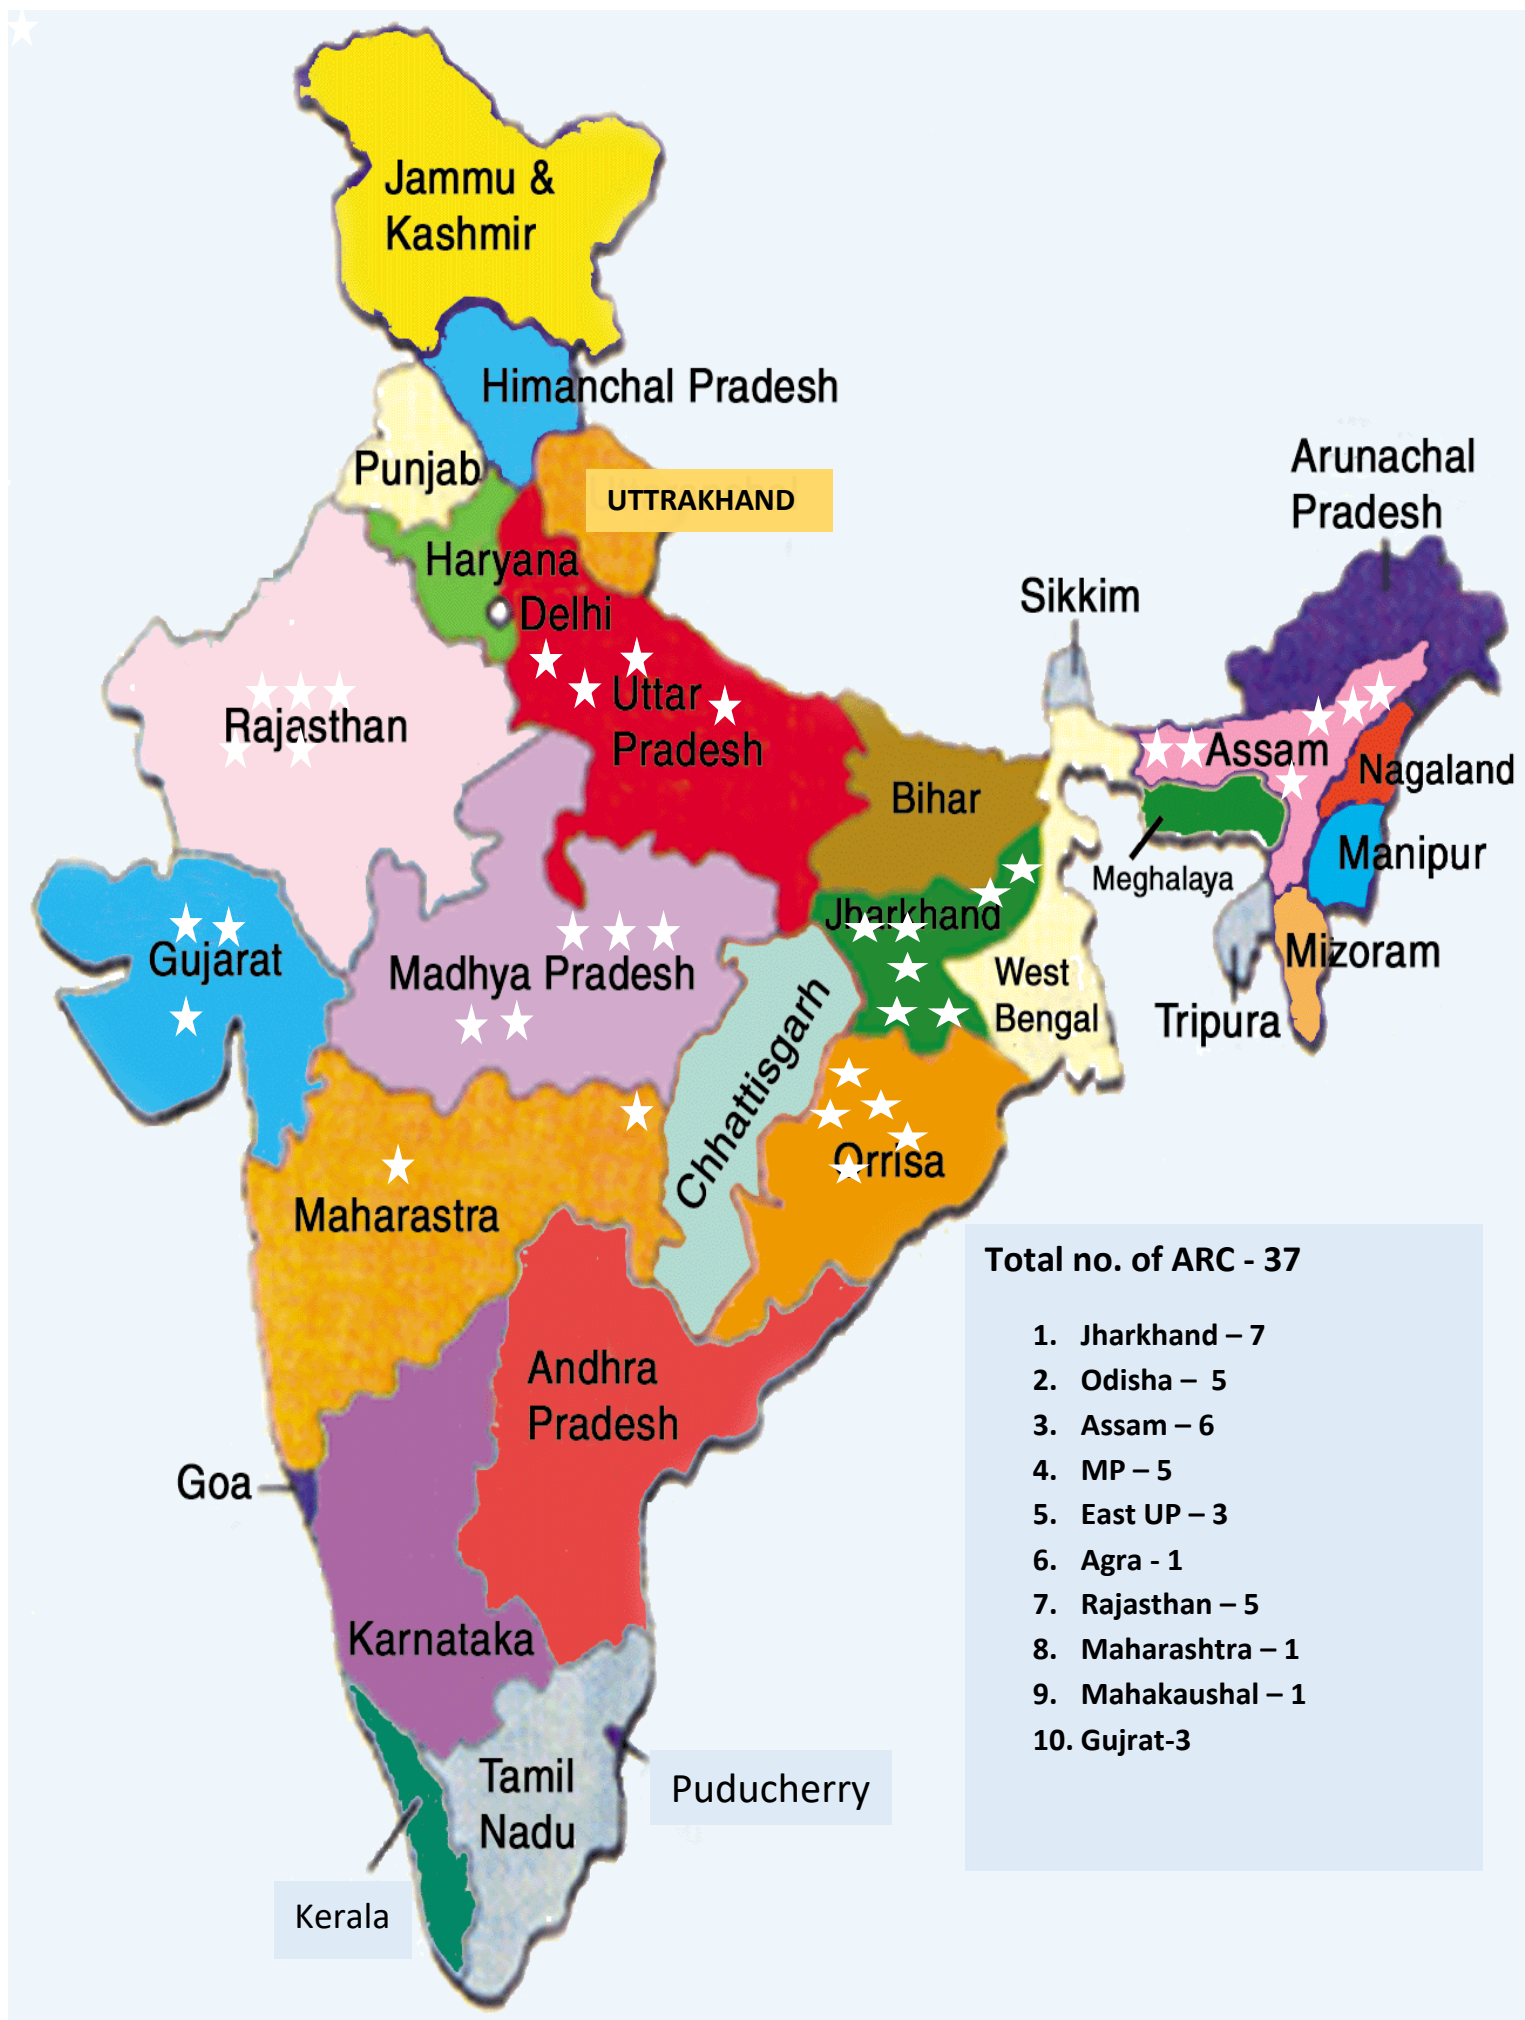 Jammu &
Kashmir
Himanchal Pradesh
Punjab
UTTRAKHAND
Haryana
Delhi
Arunachal
Pradesh
Sikkim
Uttar
Pradesh
Rajasthan
Assam
Nagaland
Bihar
Manipur
Meghalaya
Jharkhand
Gujarat
Madhya Pradesh
West
Bengal
Mizoram
Tripura
Chhattisgarh
Orrisa
Maharastra
Total no. of ARC - 37
1. Jharkhand – 7
2. Odisha – 5
3. Assam – 6
4. MP – 5
5. East UP – 3
6. Agra - 1
7. Rajasthan – 5
8. Maharashtra – 1
9. Mahakaushal – 1
10. Gujrat-3
Andhra
Pradesh
Goa
Karnataka
Tamil
Nadu
Puducherry
Kerala